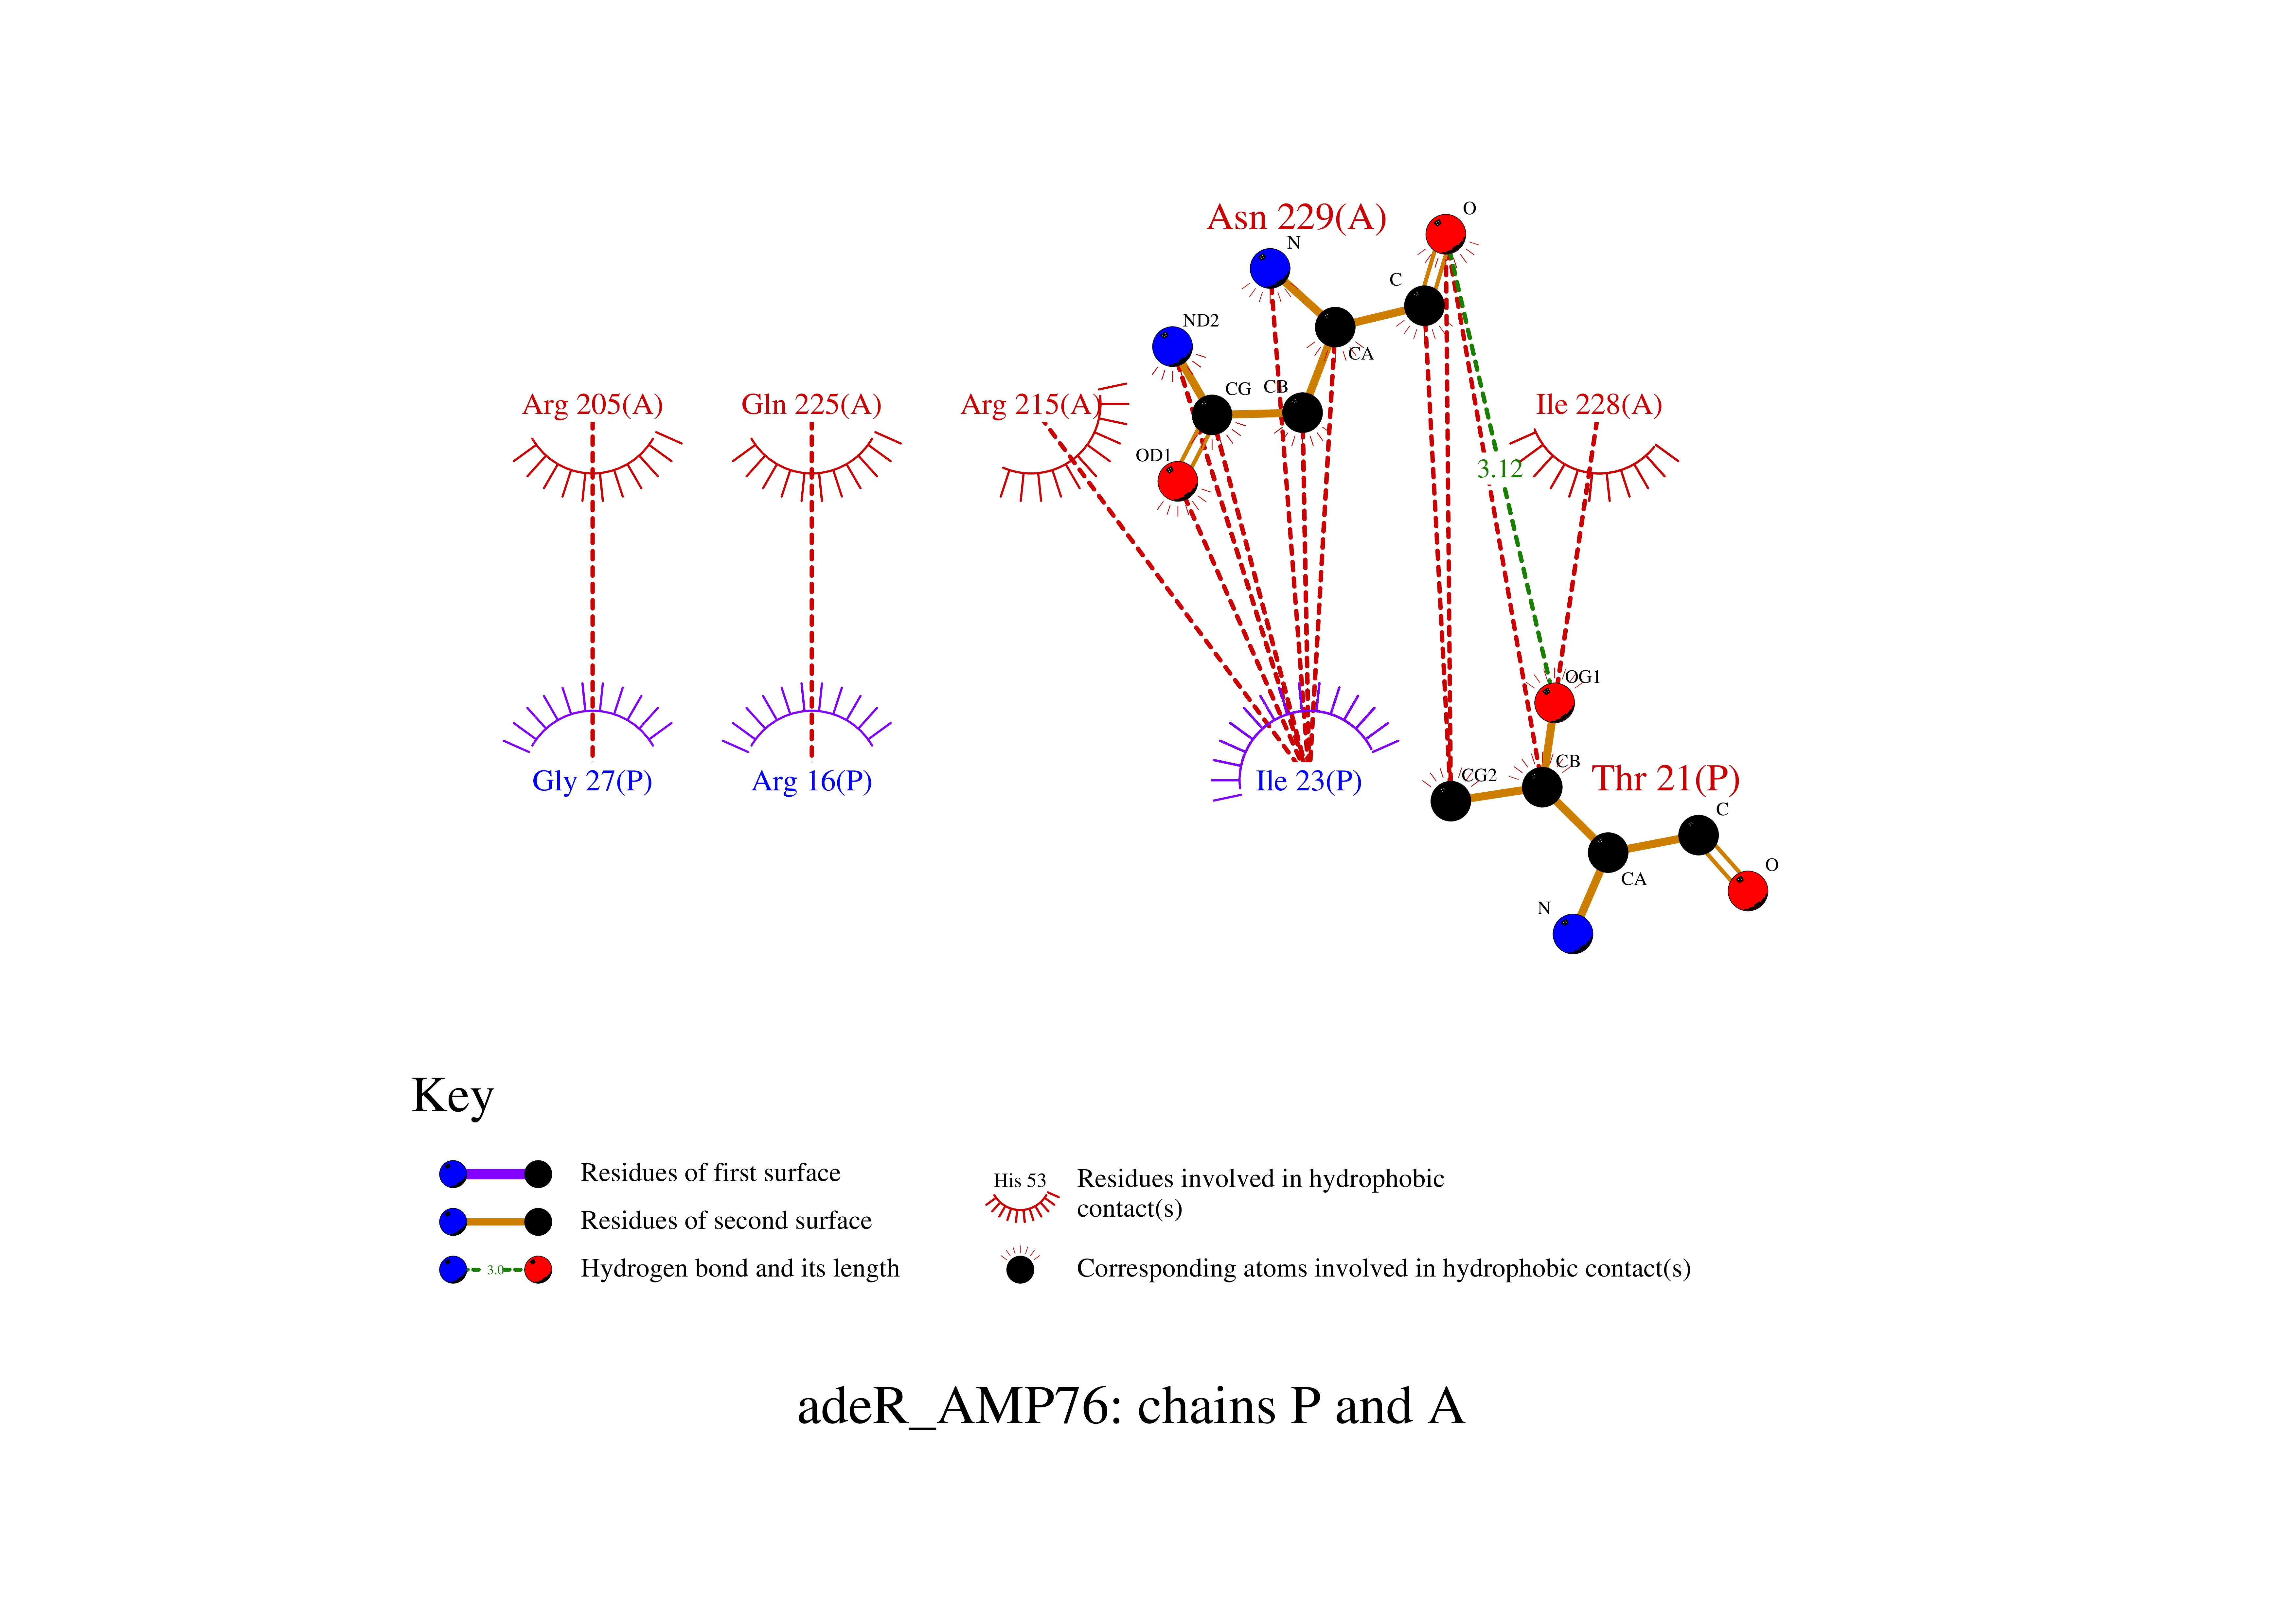 O
Asn 229(A)
N
C
ND2
CA
CG
CB
Arg 205(A)
Gln 225(A)
Arg 215(A)
Ile 228(A)
OD1
3.12
OG1
CB
CG2
Thr 21(P)
Gly 27(P)
Arg 16(P)
Ile 23(P)
C
O
CA
N
Key
Residues of first surface
Residues of second surface
3.0
Hydrogen bond and its length
His 53
Residues involved in hydrophobic
contact(s)
Corresponding atoms involved in hydrophobic contact(s)
adeR_AMP76: chains P and A